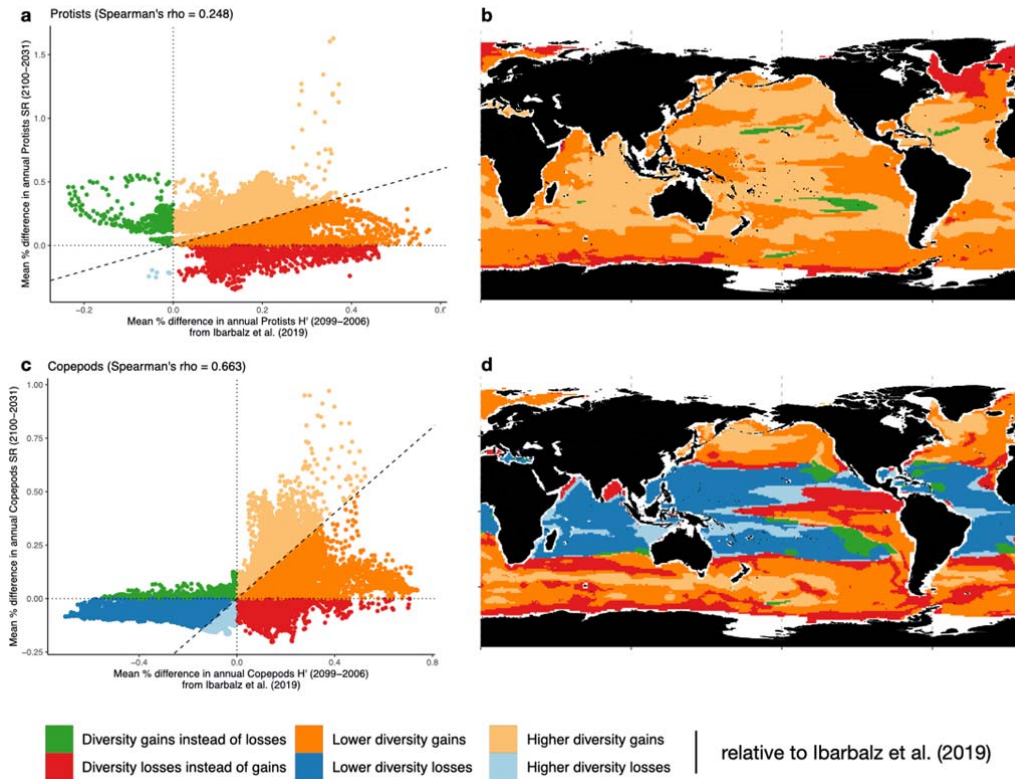 a Protists (Spearman's rho = 0.248)
Mean % difference in annual Protists SR (2100–2031)
1.5
1.0
0.5
0.0
−0.2
0.0
0.2
0.4
Mean % difference in annual Protists H' (2099–2006)
from Ibarbalz et al. (2019)
b
c Copepods (Spearman's rho = 0.663)
Mean % difference in annual Copepods SR (2100–2031)
1.00
0.75
0.50
0.25
0.00
−0.25
−0.4
0.0
0.4
0.8
Mean % difference in annual Copepods H' (2099–2006)
from Ibarbalz et al. (2019)
d
Diversity gains instead of losses
Lower diversity gains
Higher diversity gains
Diversity losses instead of gains
Lower diversity losses
Higher diversity losses
relative to Ibarbalz et al. (2019)